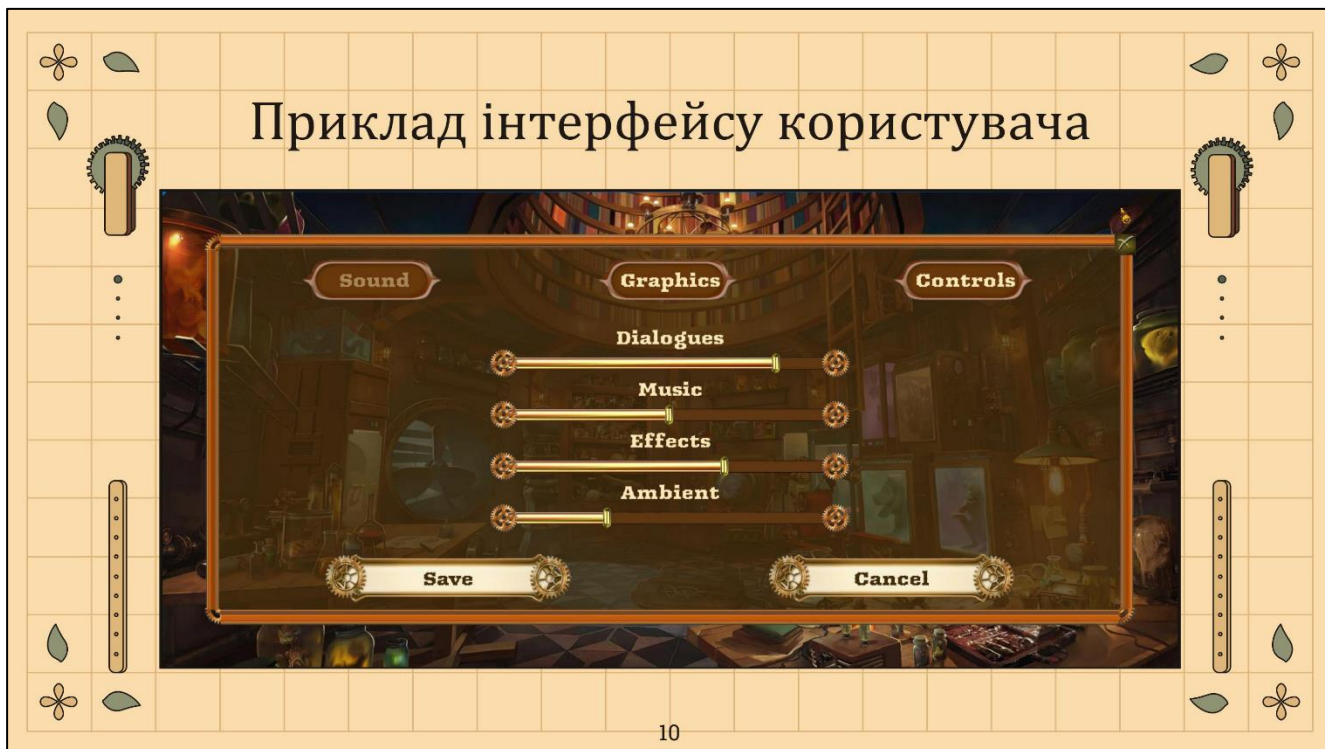 Приклад інтерфейсу користувача
Sound Graphics Controls
Dialogues
Music
Effects
Ambient
Save Cancel
10